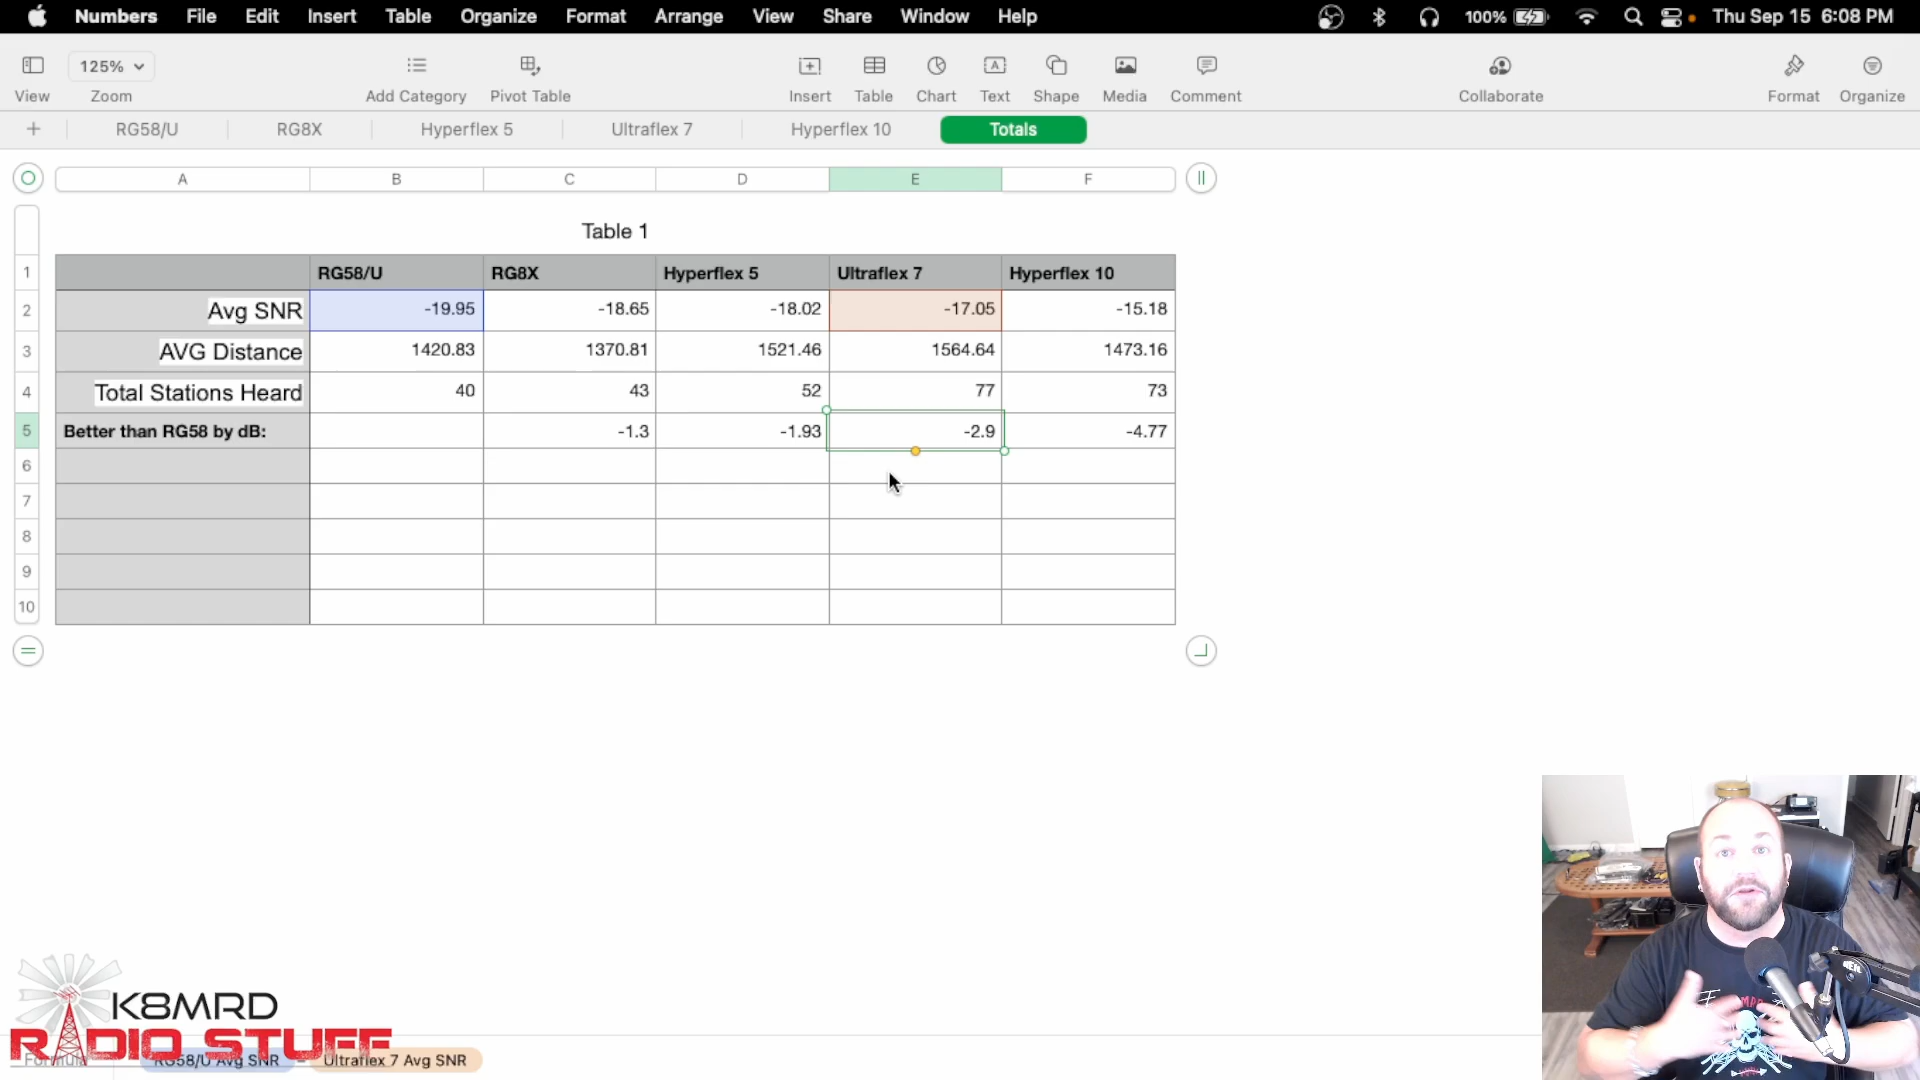 Numbers File Edit Insert Table Organize Format Arrange View Share Window Help 100% Thu Sep 15 6:08 PM
125%
View Zoom Add Category Pivot Table Insert Table Chart Text Shape Media Comment Collaborate Format Organize
+ RG58/U RG8X Hyperflex 5 Ultraflex 7 Hyperflex 10 Totals
A B C D E F
Table 1
1 RG58/U RG8X Hyperflex 5 Ultraflex 7 Hyperflex 10
2 Avg SNR -19.95 -18.65 -18.02 -17.05 -15.18
3 AVG Distance 1420.83 1370.81 1521.46 1564.64 1473.16
4 Total Stations Heard 40 43 52 77 73
5 Better than RG58 by dB: -1.3 -1.93 -2.9 -4.77
6
7
8
9
10
K8MRD
RADIO STUFF
RG58/U Avg SNR Ultraflex 7 Avg SNR